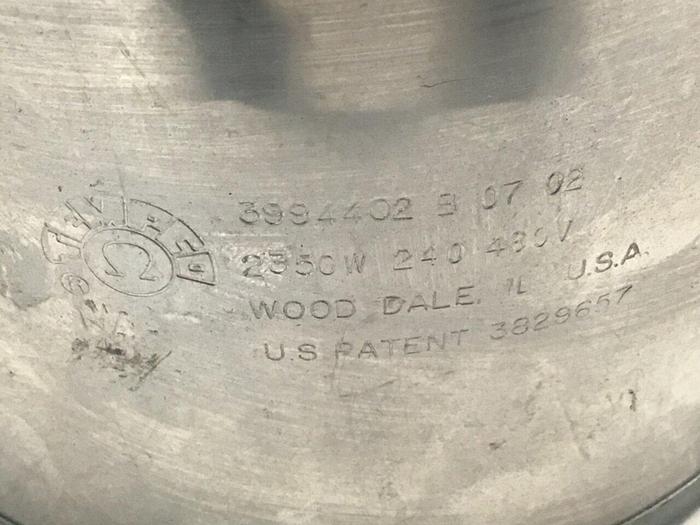 3994402 B 07 02
2350W 240 480V
WOOD DALE, IL U.S.A.
U.S PATENT 3829657
®
Ω